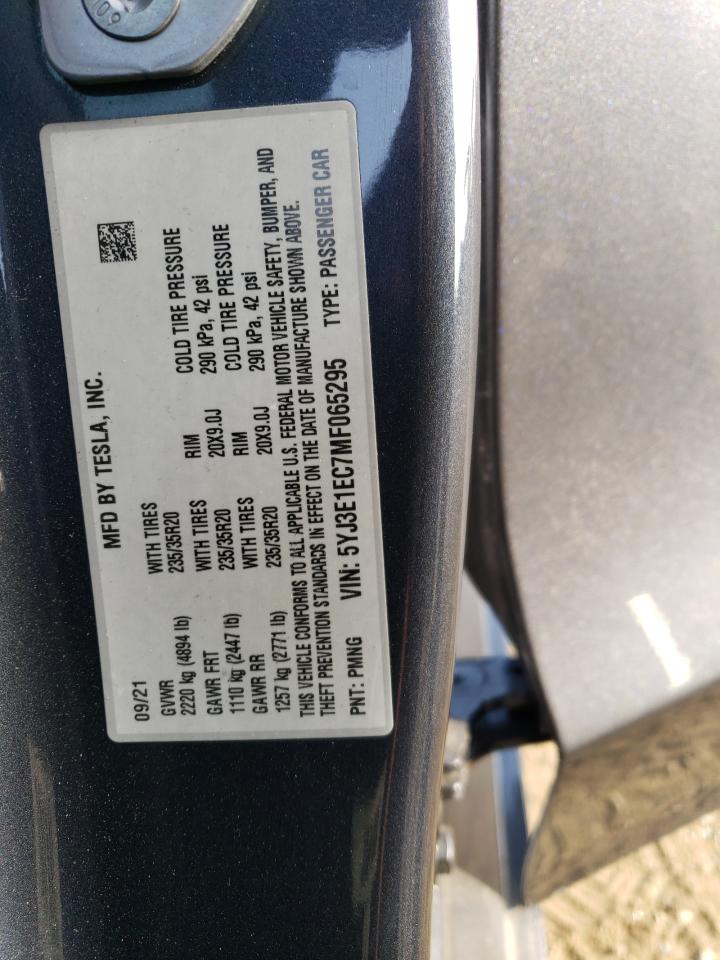 MFD BY TESLA, INC.
09/21
GVWR WITH TIRES RIM COLD TIRE PRESSURE
2220 kg (4894 lb) 235/35R20 20X9.0J 290 kPa, 42 psi
GAWR FRT WITH TIRES RIM COLD TIRE PRESSURE
1110 kg (2447 lb) 235/35R20 20X9.0J 290 kPa, 42 psi
GAWR RR WITH TIRES
1257 kg (2771 lb) 235/35R20
THIS VEHICLE CONFORMS TO ALL APPLICABLE U.S. FEDERAL MOTOR VEHICLE SAFETY, BUMPER, AND
THEFT PREVENTION STANDARDS IN EFFECT ON THE DATE OF MANUFACTURE SHOWN ABOVE.
PNT: PMNG VIN: 5YJ3E1EC7MF065295 TYPE: PASSENGER CAR